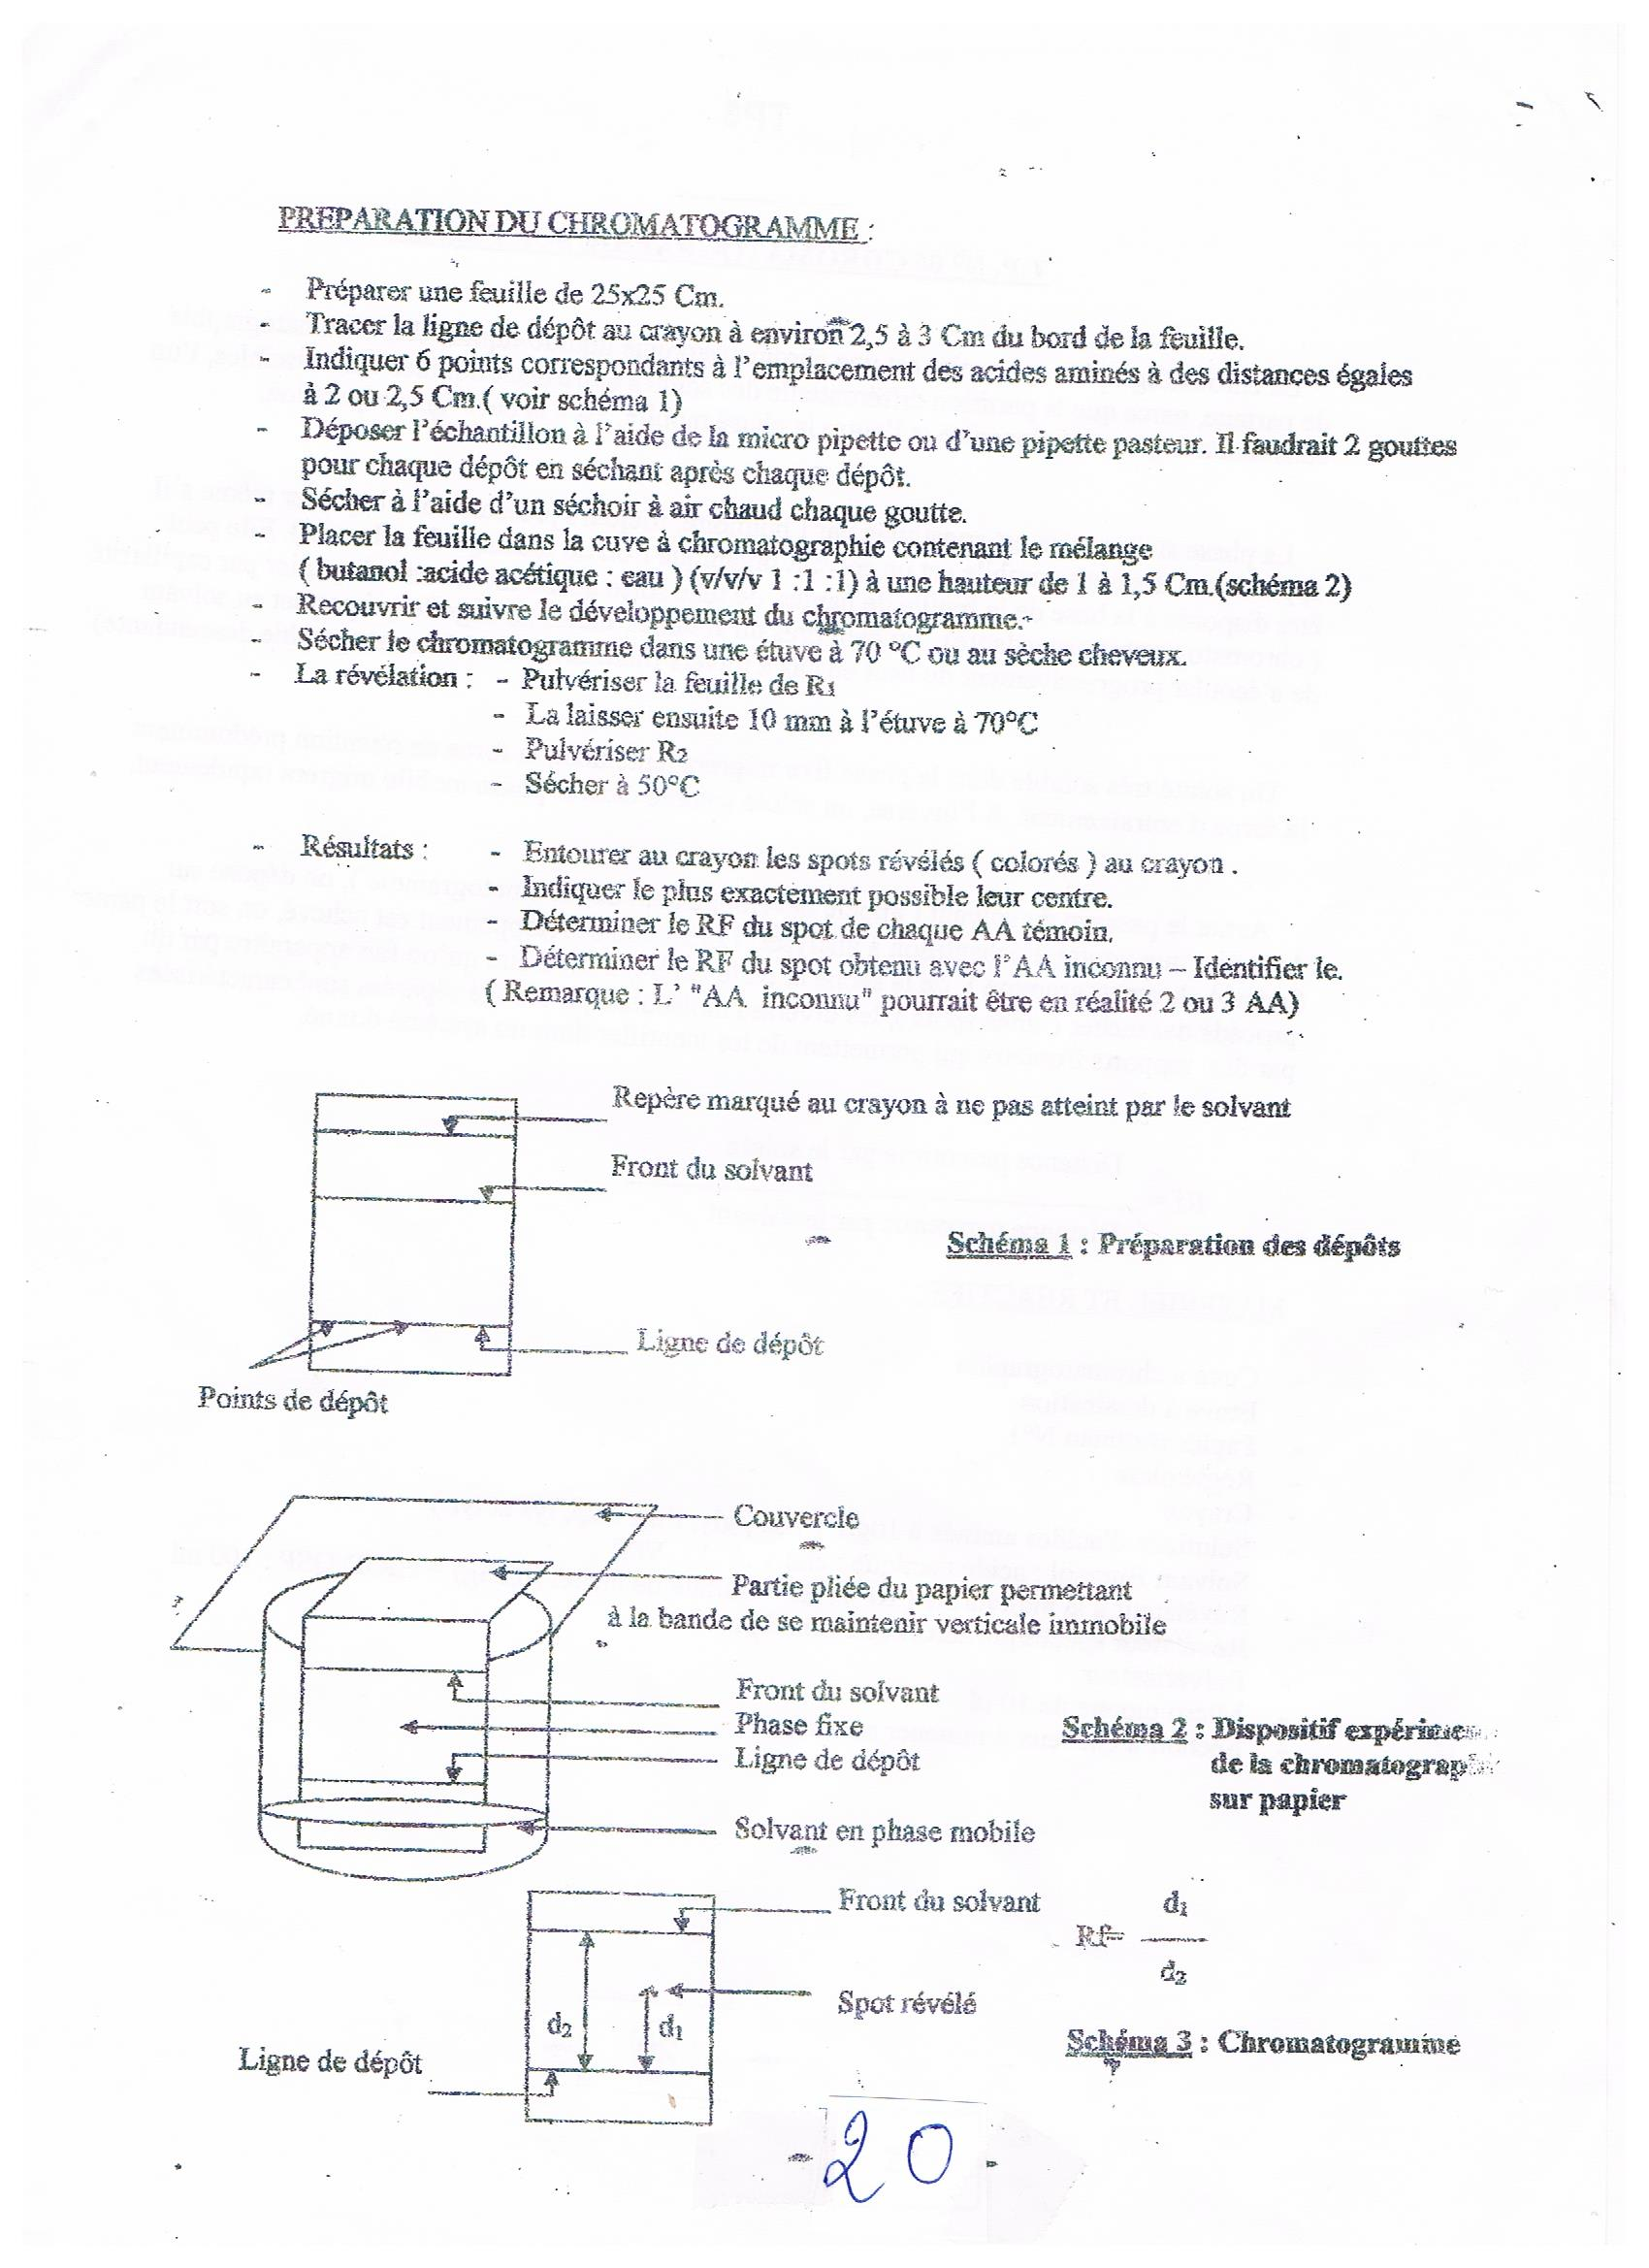 PREPARATION DU CHROMATOGRAMME :
- Préparer une feuille de 25x25 Cm.
- Tracer la ligne de dépôt au crayon à environ 2,5 à 3 Cm du bord de la feuille.
- Indiquer 6 points correspondants à l'emplacement des acides aminés à des distances égales
à 2 ou 2,5 Cm.( voir schéma 1)
- Déposer l'échantillon à l'aide de la micro pipette ou d'une pipette pasteur. Il faudrait 2 gouttes
pour chaque dépôt en séchant après chaque dépôt.
- Sécher à l'aide d'un séchoir à air chaud chaque goutte.
- Placer la feuille dans la cuve à chromatographie contenant le mélange
( butanol :acide acétique : eau ) (v/v/v 1 :1 :1) à une hauteur de 1 à 1,5 Cm.(schéma 2)
- Recouvrir et suivre le développement du chromatogramme.
- Sécher le chromatogramme dans une étuve à 70 °C ou au sèche cheveux.
- La révélation : - Pulvériser la feuille de R1
- La laisser ensuite 10 mm à l'étuve à 70°C
- Pulvériser R2
- Sécher à 50°C
- Résultats : - Entourer au crayon les spots révélés ( colorés ) au crayon .
- Indiquer le plus exactement possible leur centre.
- Déterminer le RF du spot de chaque AA témoin.
- Déterminer le RF du spot obtenu avec l'AA inconnu – Identifier le.
( Remarque : L' "AA inconnu" pourrait être en réalité 2 ou 3 AA)
Repère marqué au crayon à ne pas atteint par le solvant
Front du solvant
Schéma 1 : Préparation des dépôts
Ligne de dépôt
Points de dépôt
Couvercle
Partie pliée du papier permettant
à la bande de se maintenir verticale immobile
Front du solvant
Phase fixe
Ligne de dépôt
Solvant en phase mobile
Schéma 2 : Dispositif
de la
sur papier
Front du solvant
Rf= d1
d2
Spot révélé
d2 d1
Ligne de dépôt
Schéma 3 : Chromatogramme
- 20 -